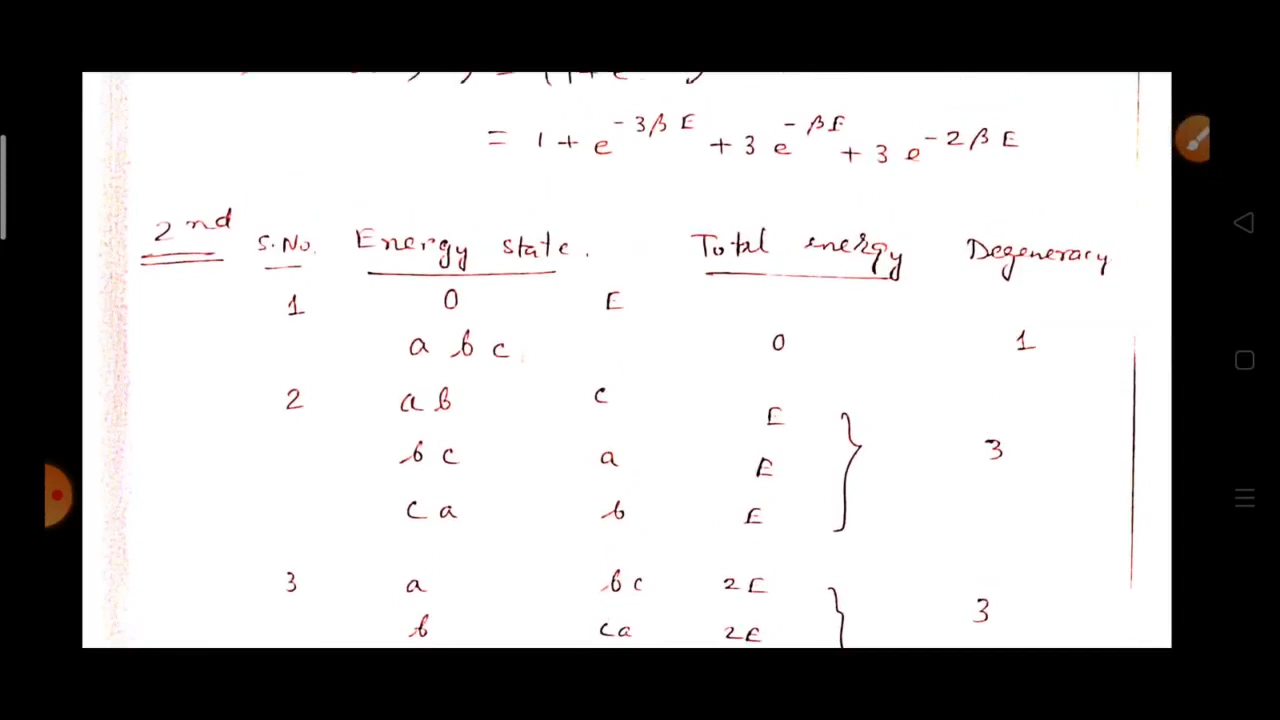 = 1 + e^{-3βE} + 3 e^{-βE} + 3 e^{-2βE}
2nd S.No. Energy state. Total energy Degeneracy
1 0 E
a b c 0 1
2 a b c E
b c a E } 3
c a b E
3 a b c 2E } 3
b c a 2E